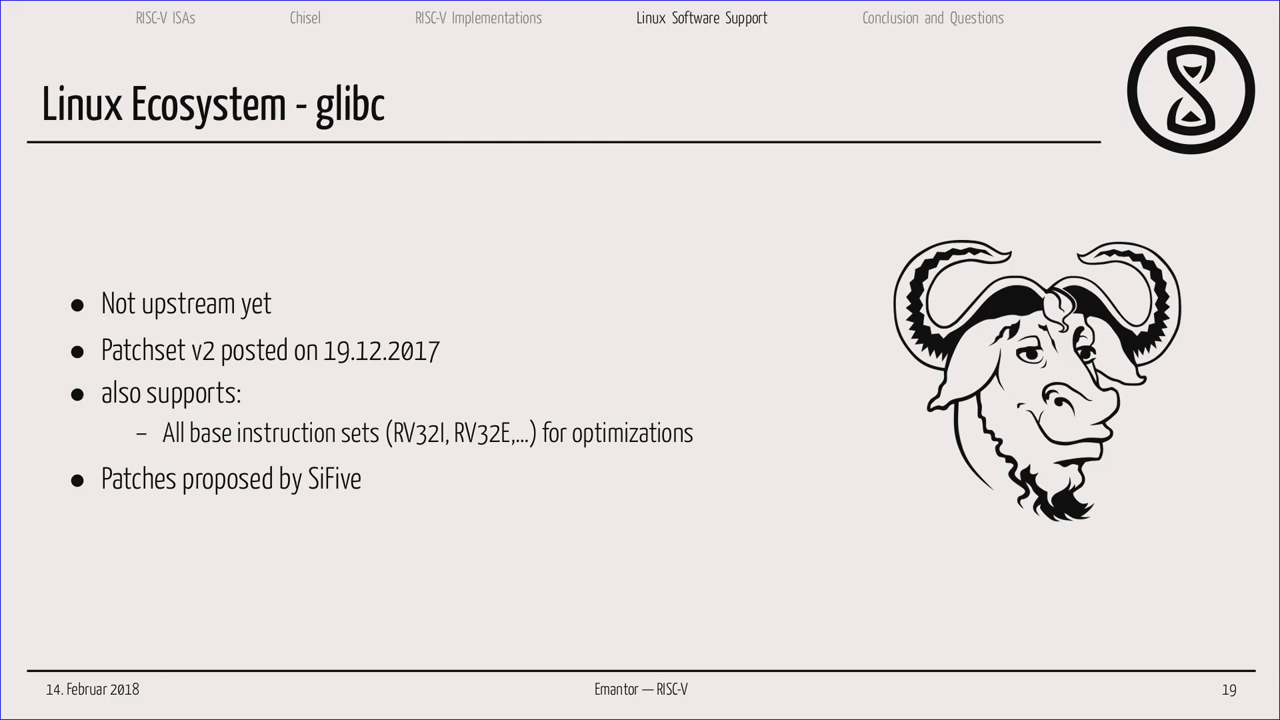 RISC-V ISAs Chisel RISC-V Implementations Linux Software Support Conclusion and Questions
Linux Ecosystem - glibc
● Not upstream yet
● Patchset v2 posted on 19.12.2017
● also supports:
– All base instruction sets (RV32I, RV32E,...) for optimizations
● Patches proposed by SiFive
14. Februar 2018 Emantor — RISC-V 19